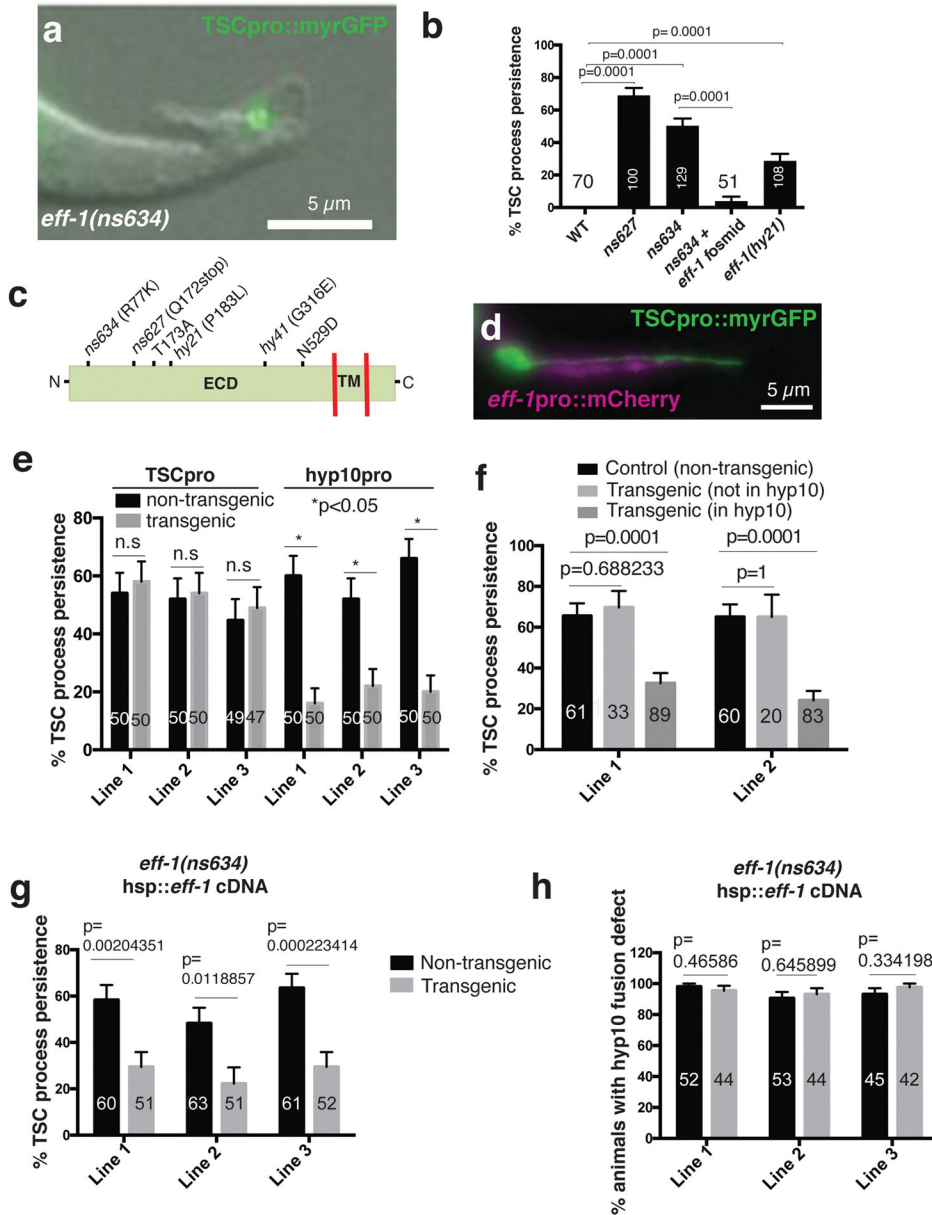 a
TSCpro::myrGFP
eff-1(ns634)
5 µm
b
% TSC process persistence
100
80
60
40
20
0
p= 0.0001
p=0.0001
p=0.0001
70
100
129
51
108
WT
ns627
ns634
ns634 +
eff-1 fosmid
eff-1(hy21)
c
ns634 (R77K)
ns627 (Q172stop)
T173A
hy21 (P183L)
hy41 (G316E)
N529D
N
ECD
TM
C
d
TSCpro::myrGFP
eff-1pro::mCherry
5 µm
e
TSCpro
hyp10pro
non-transgenic
transgenic
*p<0.05
% TSC process persistence
80
60
40
20
0
n.s
n.s
n.s
*
*
*
50 50 50 50 49 47 50 50 50 50 50 50
Line 1
Line 2
Line 3
Line 1
Line 2
Line 3
f
Control (non-transgenic)
Transgenic (not in hyp10)
Transgenic (in hyp10)
% TSC process persistence
100
80
60
40
20
0
p=0.0001
p=0.688233
p=0.0001
p=1
61 33 89 60 20 83
Line 1
Line 2
g
eff-1(ns634)
hsp::eff-1 cDNA
% TSC process persistence
80
60
40
20
0
p=
0.00204351
p=
0.0118857
p=
0.000223414
60 51 63 51 61 52
Line 1
Line 2
Line 3
Non-transgenic
Transgenic
h
eff-1(ns634)
hsp::eff-1 cDNA
% animals with hyp10 fusion defect
120
100
80
60
40
20
0
p=
0.46586
p=
0.645899
p=
0.334198
52 44 53 44 45 42
Line 1
Line 2
Line 3